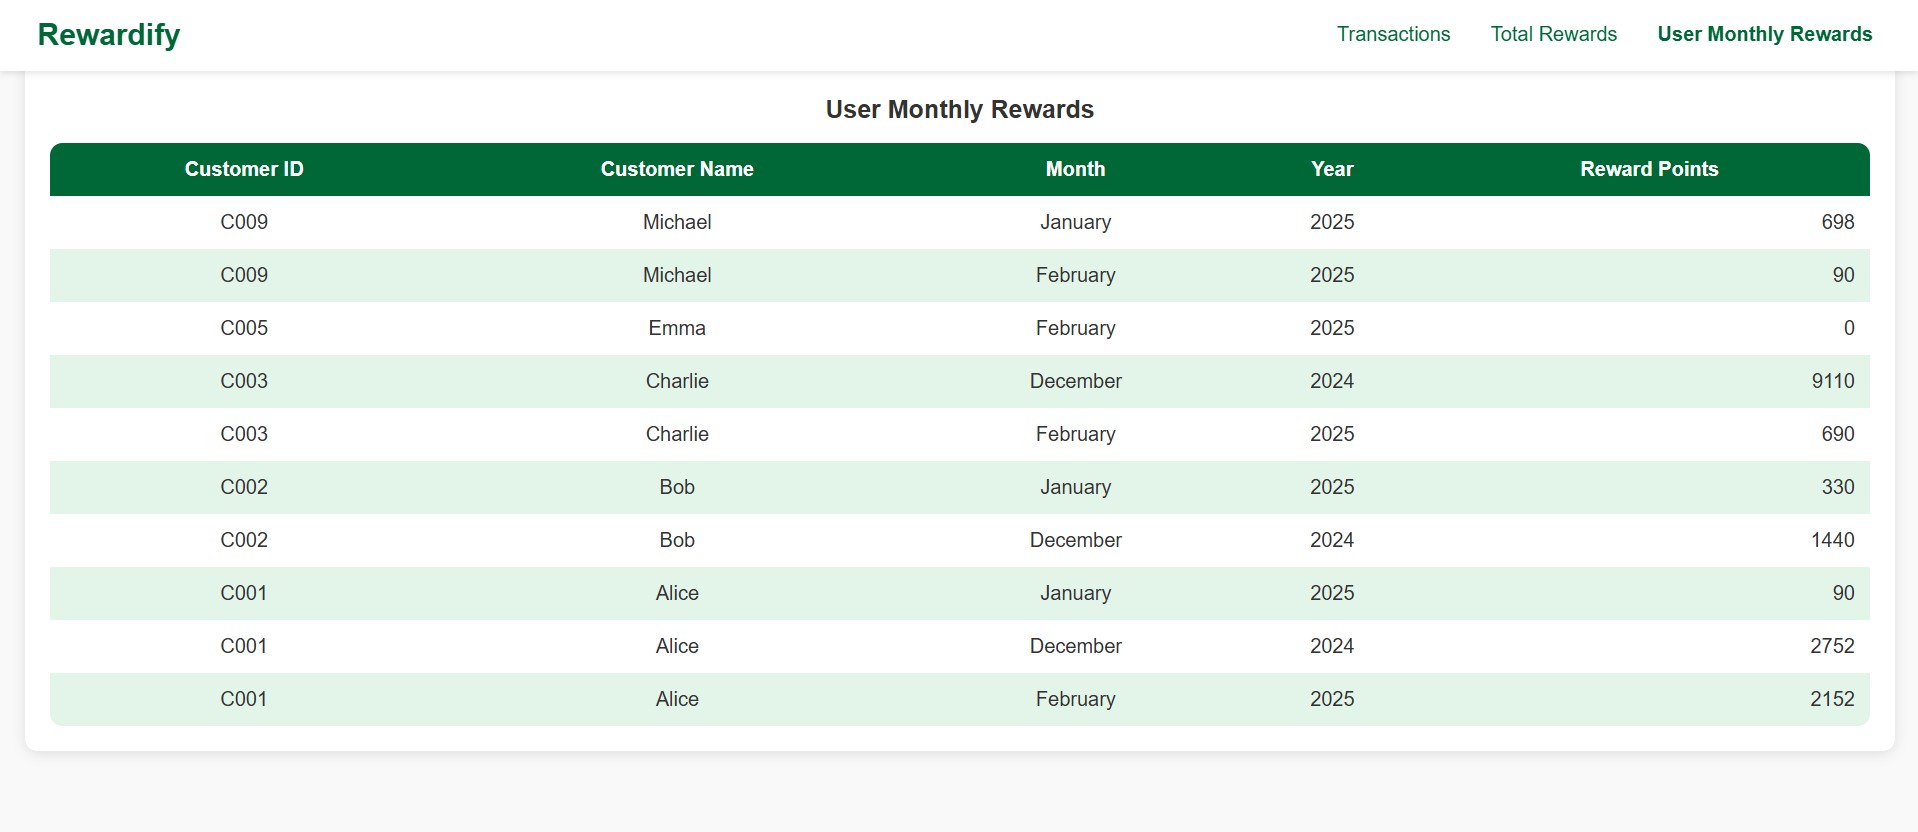 Rewardify Transactions Total Rewards User Monthly Rewards
User Monthly Rewards
Customer ID Customer Name Month Year Reward Points
C009 Michael January 2025 698
C009 Michael February 2025 90
C005 Emma February 2025 0
C003 Charlie December 2024 9110
C003 Charlie February 2025 690
C002 Bob January 2025 330
C002 Bob December 2024 1440
C001 Alice January 2025 90
C001 Alice December 2024 2752
C001 Alice February 2025 2152